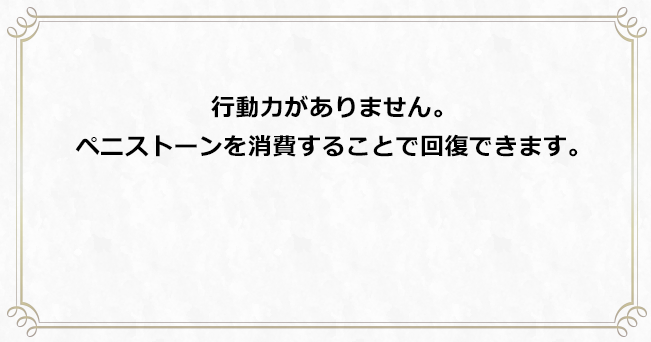 行動力がありません。
ペニストーンを消費することで回復できます。